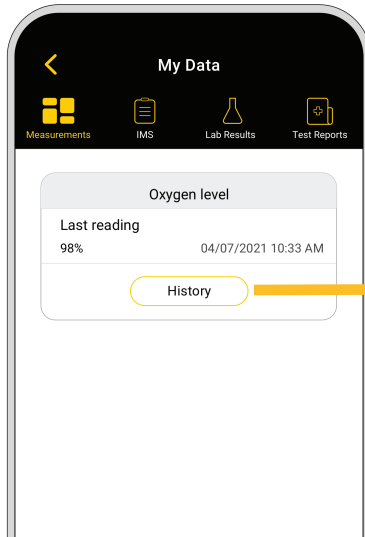 My Data
Measurements IMS Lab Results Test Reports
Oxygen level
Last reading
98% 04/07/2021 10:33 AM
History